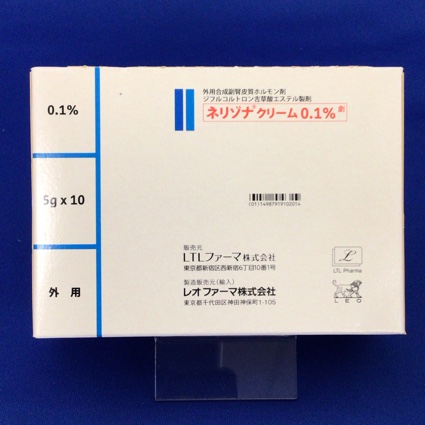 0.1%
5g x 10
外 用
外用合成副腎皮質ホルモン剤
ジフルコルトロン吉草酸エステル製剤
ネリゾナ®クリーム0.1% 劇
(01)14987919102014
販売元
LTLファーマ株式会社
東京都新宿区西新宿6丁目10番1号
製造販売元(輸入)
レオ ファーマ株式会社
東京都千代田区神田神保町1-105
L
LTL Pharma
LEO